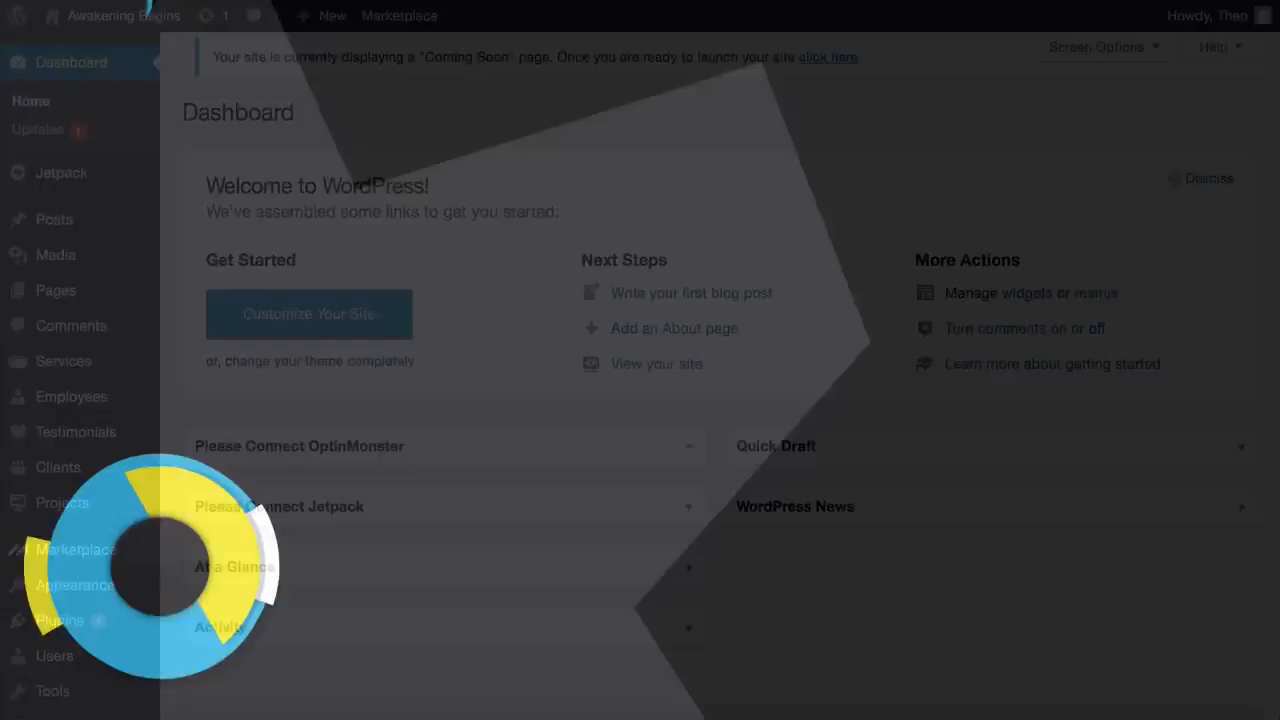 Awakening Begins 1 New Marketplace Howdy, Theo
Your site is currently displaying a "Coming Soon" page. Once you are ready to launch your site click here.
Screen Options Help
Dashboard
Home
Updates 1
Jetpack
Posts
Media
Pages
Comments
Services
Employees
Testimonials
Clients
Projects
Marketplace
Appearance
Plugins
Users
Tools
Dashboard
Welcome to WordPress!
Dismiss
We've assembled some links to get you started:
Get Started
Customize Your Site
or, change your theme completely
Next Steps
Write your first blog post
Add an About page
View your site
More Actions
Manage widgets or menus
Turn comments on or off
Learn more about getting started
Please Connect OptinMonster
Please Connect Jetpack
At a Glance
Activity
Quick Draft
WordPress News